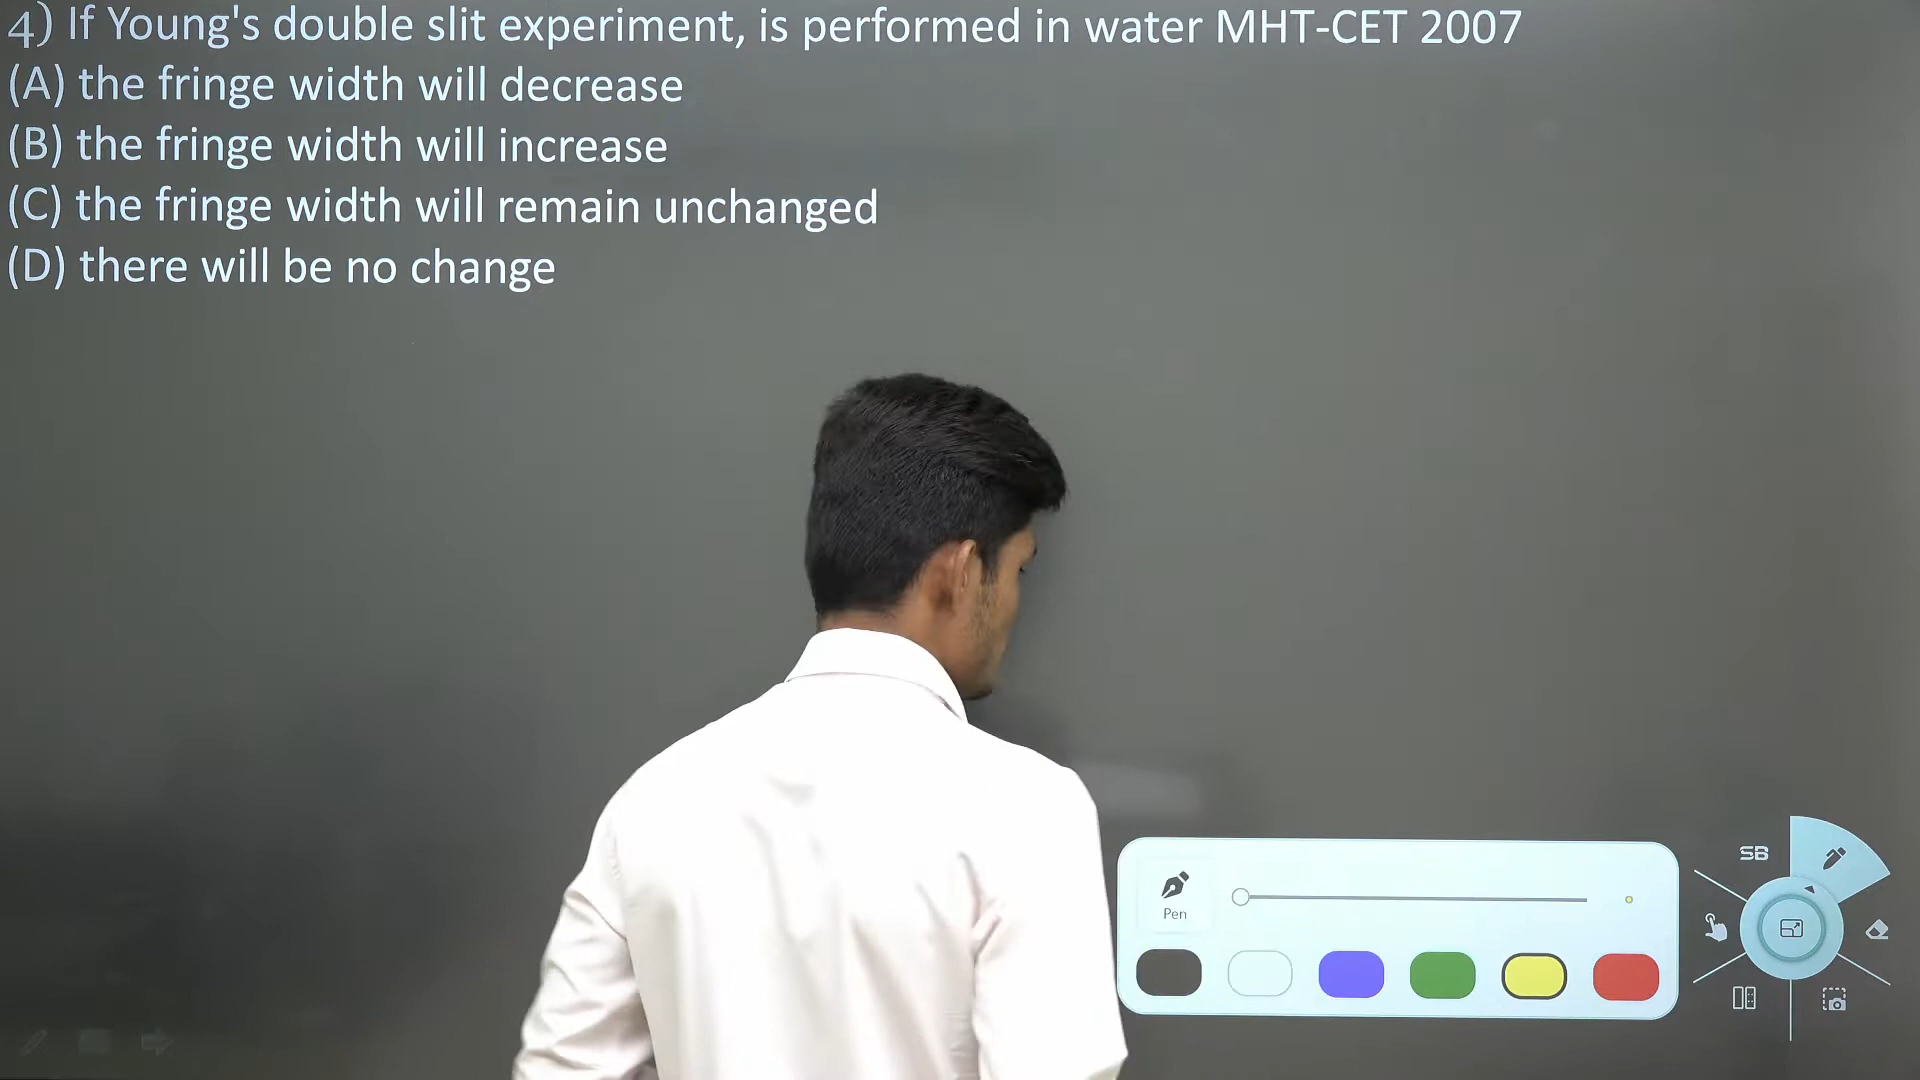 4) If Young's double slit experiment, is performed in water MHT-CET 2007
(A) the fringe width will decrease
(B) the fringe width will increase
(C) the fringe width will remain unchanged
(D) there will be no change
Pen
SB